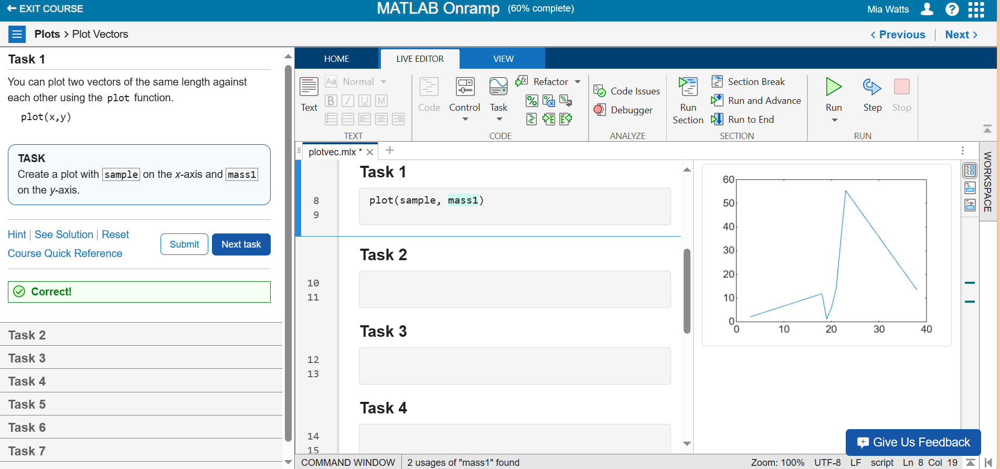 EXIT COURSE
MATLAB Onramp (60% complete)
Mia Watts
Plots > Plot Vectors
< Previous
Next >
Task 1
You can plot two vectors of the same length against
each other using the plot function.
plot(x,y)
TASK
Create a plot with sample on the x-axis and mass1
on the y-axis.
Hint | See Solution | Reset
Course Quick Reference
Submit
Next task
Correct!
Task 2
Task 3
Task 4
Task 5
Task 6
Task 7
HOME
LIVE EDITOR
VIEW
Text
Aa Normal
B I U M
TEXT
Code
Control
Task
Refactor
CODE
Code Issues
Debugger
ANALYZE
Run
Section
Section Break
Run and Advance
Run to End
SECTION
Run
Step
Stop
RUN
plotvec.mlx *
Task 1
8 plot(sample, mass1)
9
Task 2
10
11
Task 3
12
13
Task 4
14
15
60
50
40
30
20
10
0
0 10 20 30 40
WORKSPACE
Give Us Feedback
COMMAND WINDOW
2 usages of "mass1" found
Zoom: 100% UTF-8 LF script Ln 8 Col 19